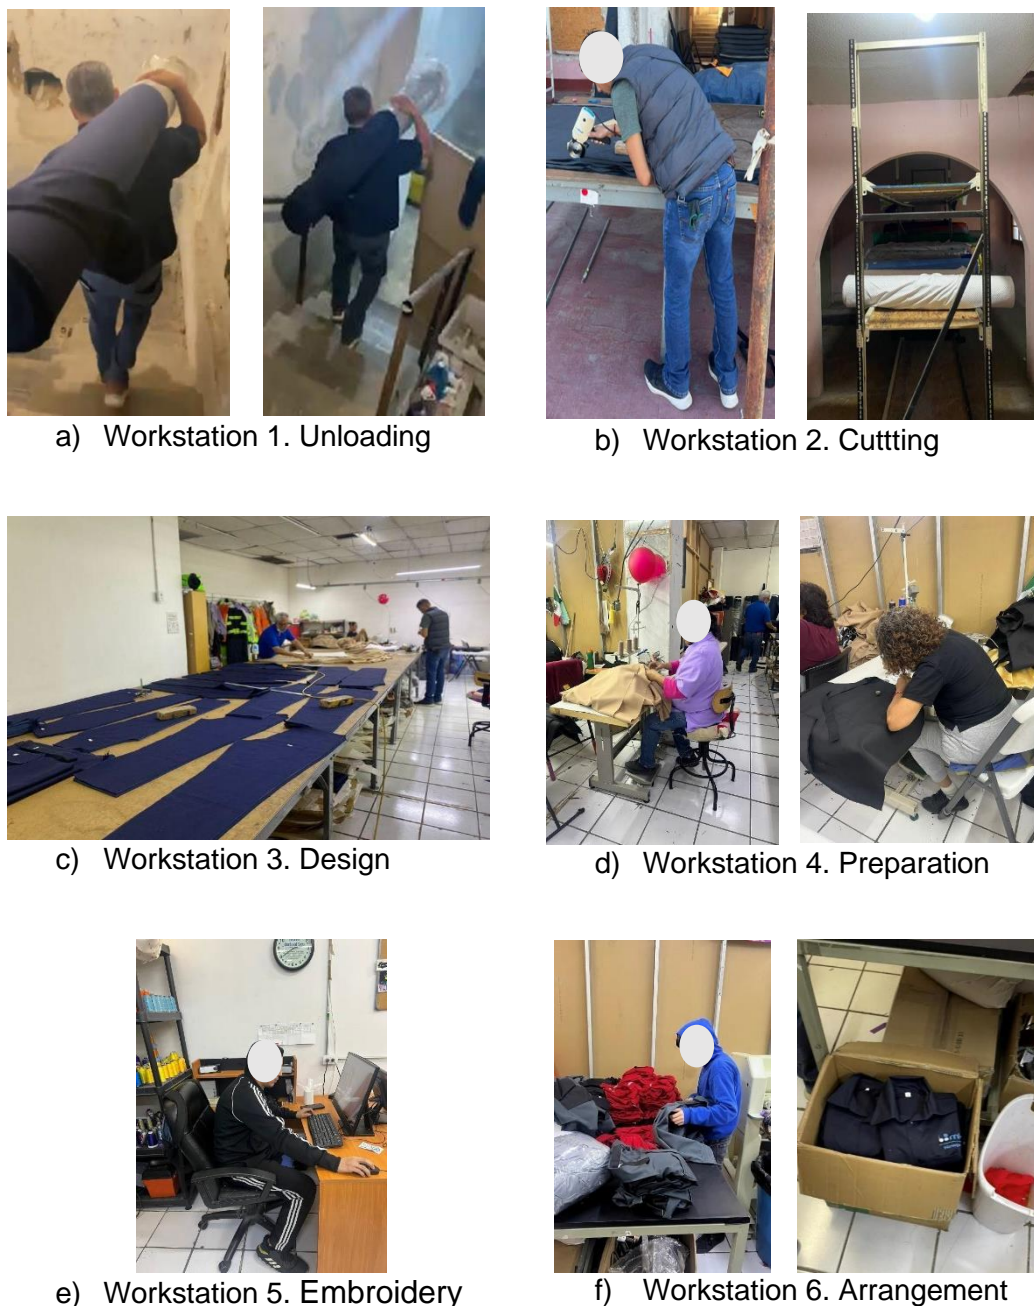 a) Workstation 1. Unloading
b) Workstation 2. Cuttting
c) Workstation 3. Design
d) Workstation 4. Preparation
e) Workstation 5. Embroidery
f) Workstation 6. Arrangement